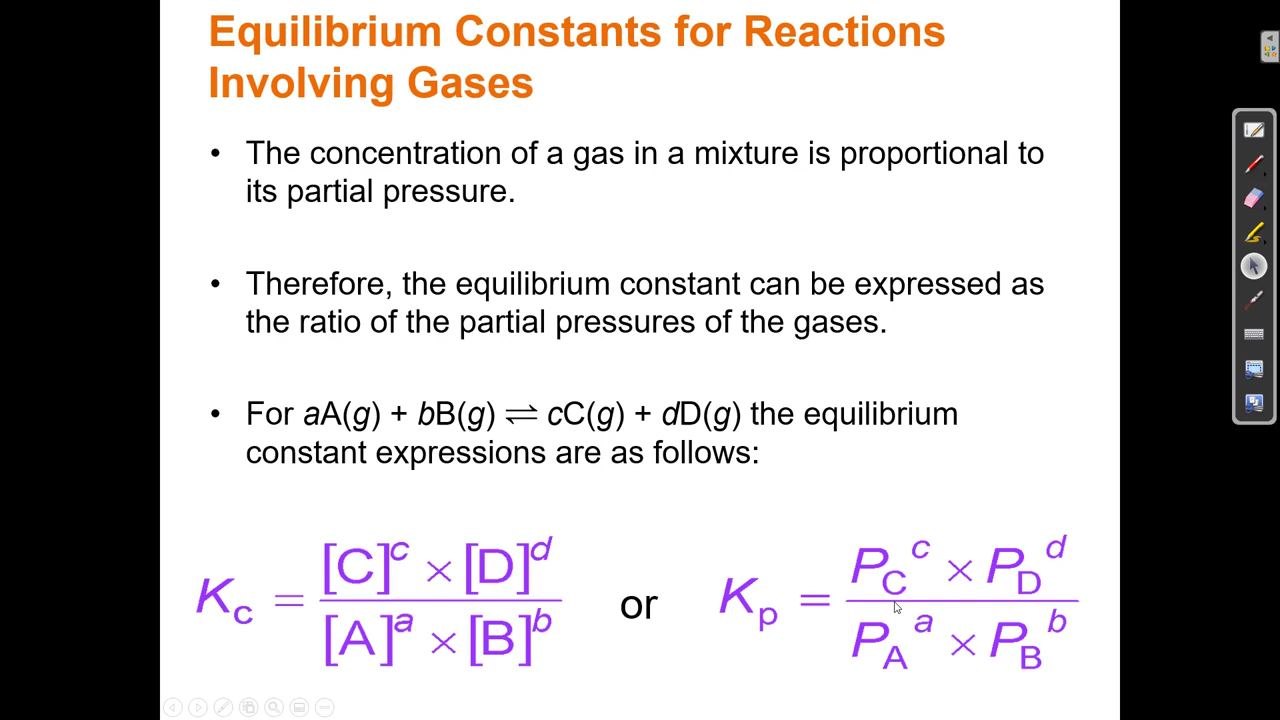 Equilibrium Constants for Reactions
Involving Gases
• The concentration of a gas in a mixture is proportional to
its partial pressure.
• Therefore, the equilibrium constant can be expressed as
the ratio of the partial pressures of the gases.
• For aA(g) + bB(g) ⇌ cC(g) + dD(g) the equilibrium
constant expressions are as follows:
K_c = [C]^c × [D]^d / [A]^a × [B]^b or K_p = P_C^c × P_D^d / P_A^a × P_B^b